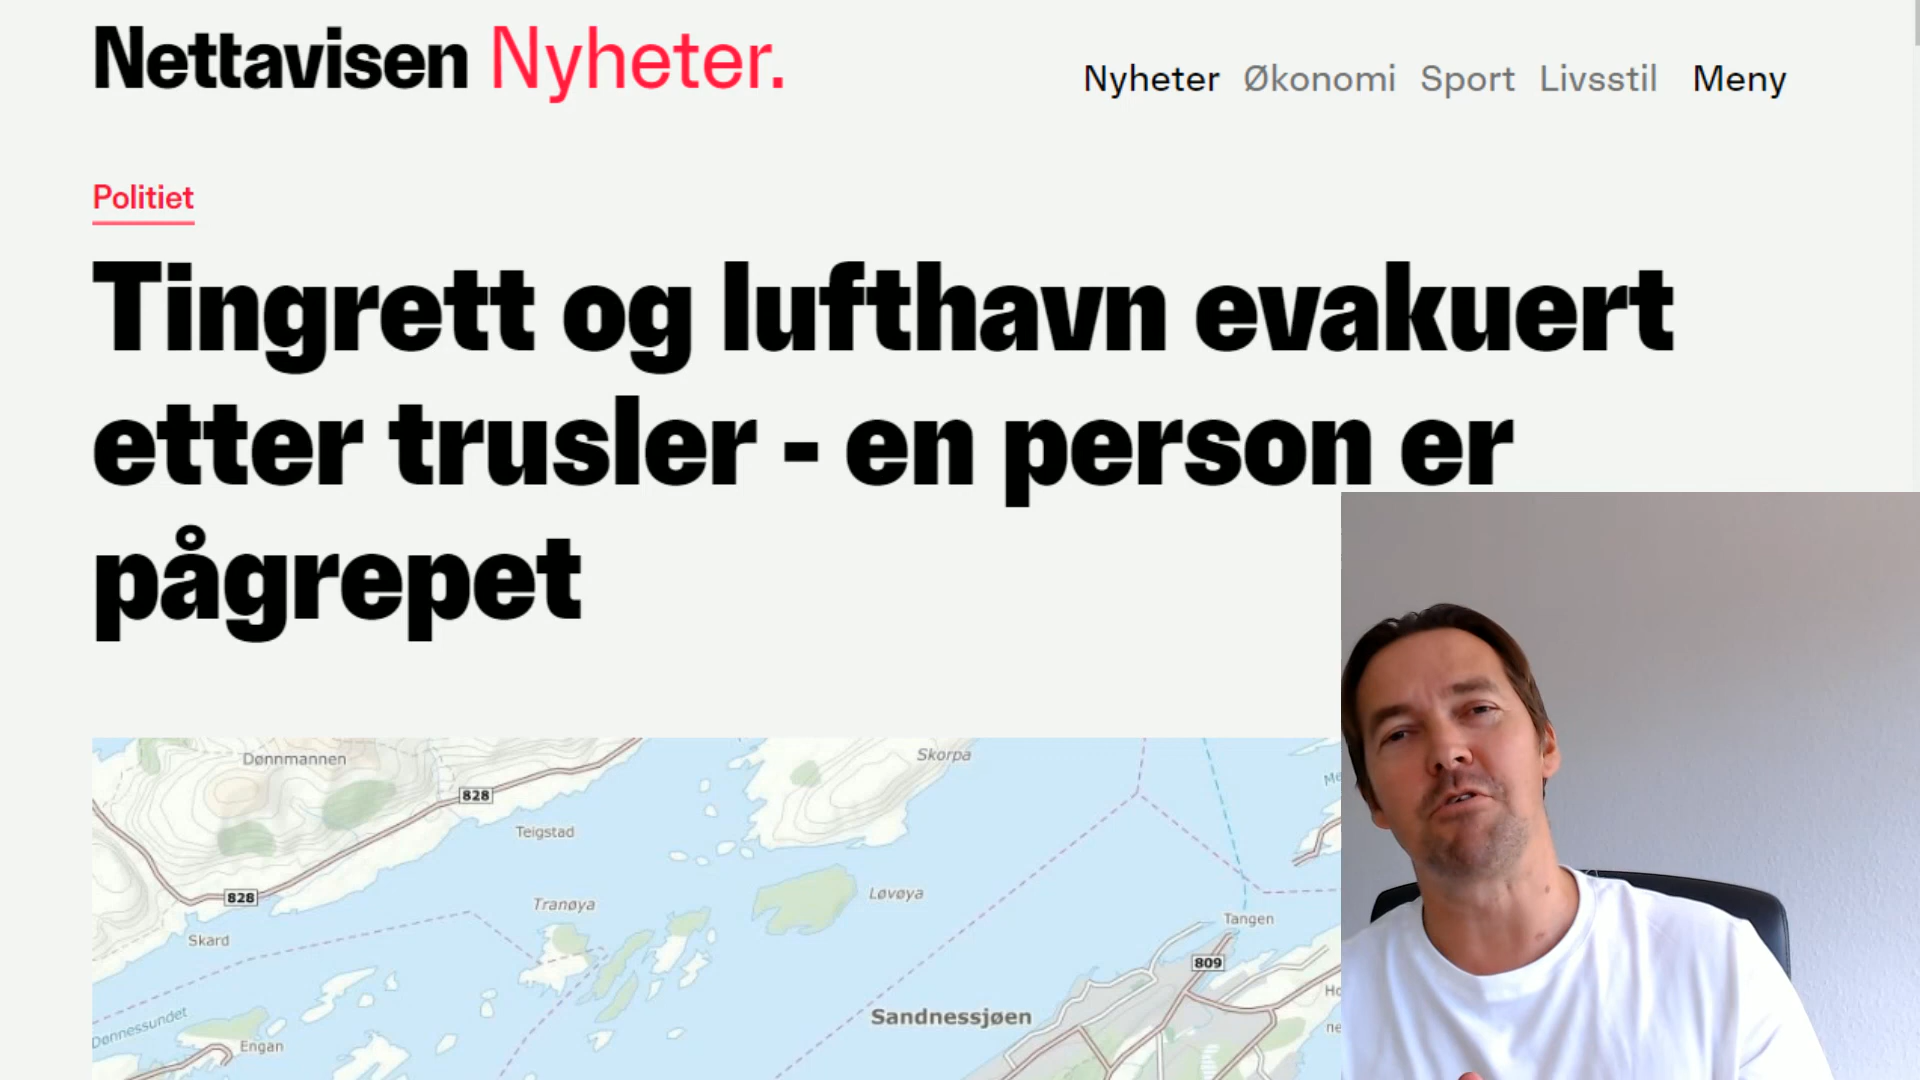 Nettavisen Nyheter.
Nyheter Økonomi Sport Livsstil Meny
Politiet
Tingrett og lufthavn evakuert
etter trusler - en person er
pågrepet
Dønnmannen
Skorpa
828
Teigstad
828
Løvøya
Tranøya
Tangen
Skard
809
Sandnessjøen
Dønnessundet
Engan